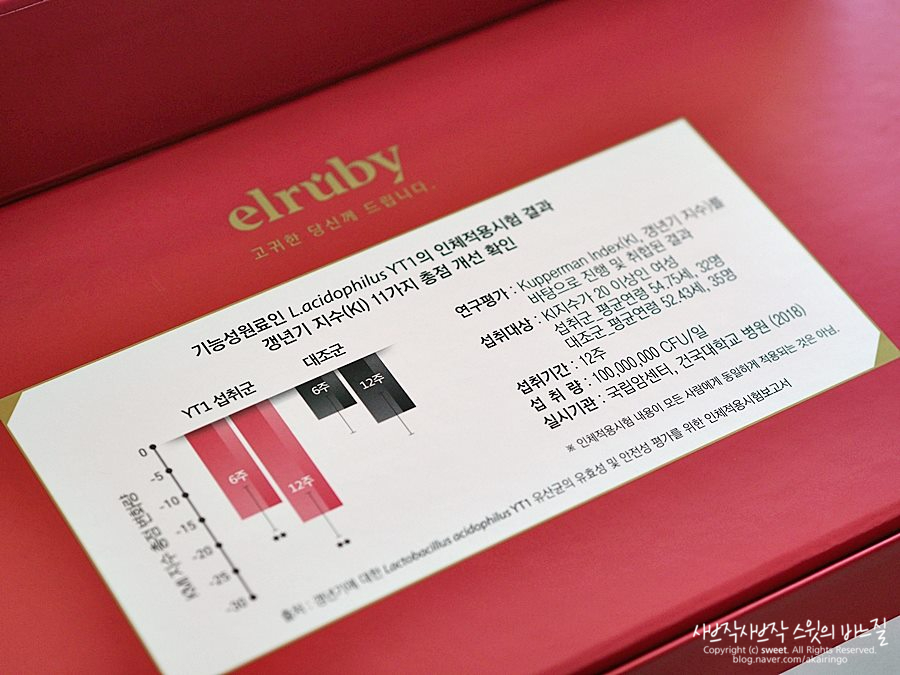 elruby
고귀한 당신께 드립니다.
기능성원료인 L.acidophilus YT1의 인체적용시험 결과
갱년기 지수(KI) 11가지 총점 개선 확인
YT1 섭취군
대조군
6주
12주
6주
12주
0
-5
-10
-15
-20
-25
-30
연구평가 : Kupperman Index(KI, 갱년기 지수)를
바탕으로 진행 및 취합된 결과
섭취대상 : KI지수가 20 이상인 여성
섭취군_평균연령 54.75세, 32명
대조군_평균연령 52.43세, 35명
섭취기간 : 12주
섭 취 량 : 100,000,000 CFU/일
실시기관 : 국립암센터, 건국대학교 병원 (2018)
※ 인체적용시험 내용이 모든 사람에게 동일하게 적용되는 것은 아님.
출처 : 갱년기에 대한 Lactobacillus acidophilus YT1 유산균의 유효성 및 안전성 평가를 위한 인체적용시험보고서
사브작사브작 스윗의 바느질
Copyright (c) sweet. All Rights Reserved.
blog.naver.com/akairingo